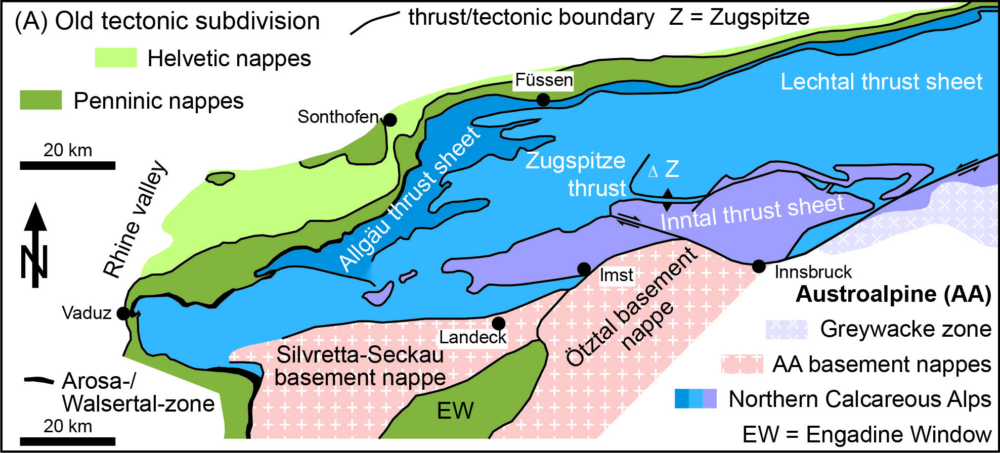 (A) Old tectonic subdivision
thrust/tectonic boundary Z = Zugspitze
Helvetic nappes
Penninic nappes
Füssen
Lechtal thrust sheet
Sonthofen
20 km
Rhine valley
Allgäu thrust sheet
Zugspitze
thrust
Δ Z
Inntal thrust sheet
N
Imst
Innsbruck
Ötztal basement
nappe
Vaduz
Landeck
Silvretta-Seckau
basement nappe
EW
Arosa-/
Walsertal-zone
20 km
Austroalpine (AA)
Greywacke zone
AA basement nappes
Northern Calcareous Alps
EW = Engadine Window